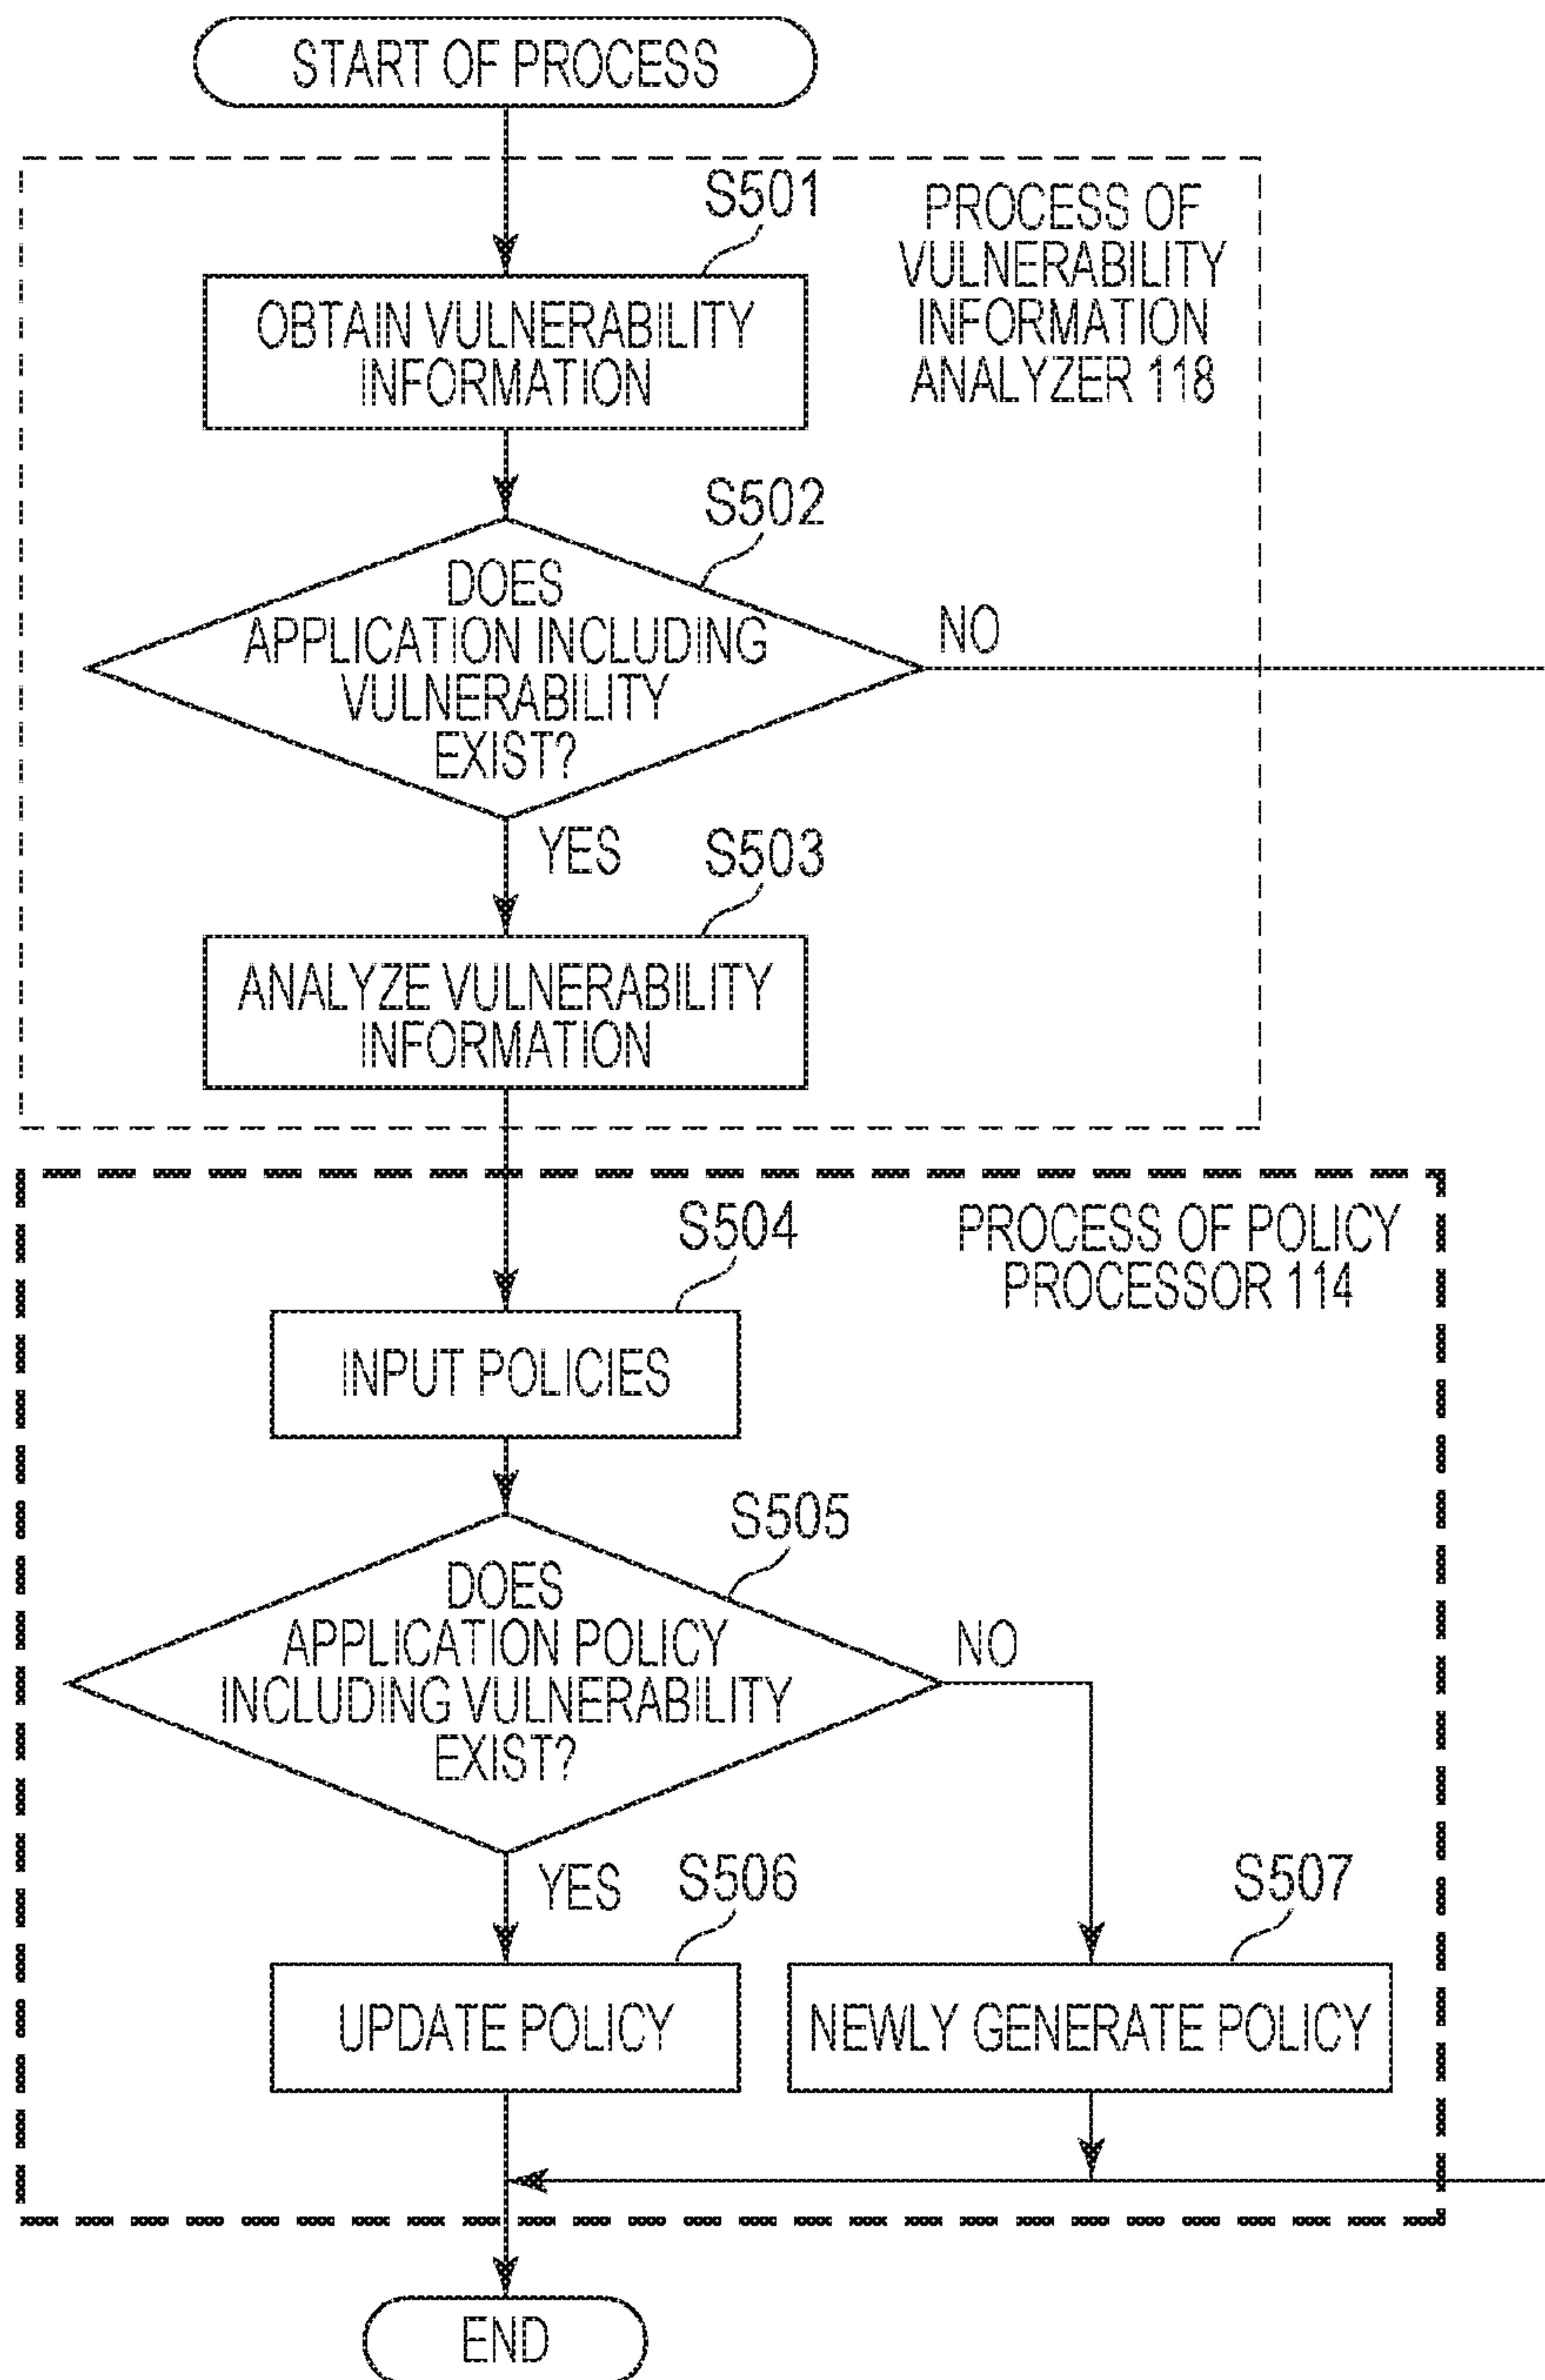 START OF PROCESS
S501
PROCESS OF
VULNERABILITY
INFORMATION
ANALYZER 118
OBTAIN VULNERABILITY
INFORMATION
S502
DOES
APPLICATION INCLUDING
VULNERABILITY
EXIST?
NO
YES
S503
ANALYZE VULNERABILITY
INFORMATION
S504
PROCESS OF POLICY
PROCESSOR 114
INPUT POLICIES
S505
DOES
APPLICATION POLICY
INCLUDING VULNERABILITY
EXIST?
NO
YES
S506
S507
UPDATE POLICY
NEWLY GENERATE POLICY
END